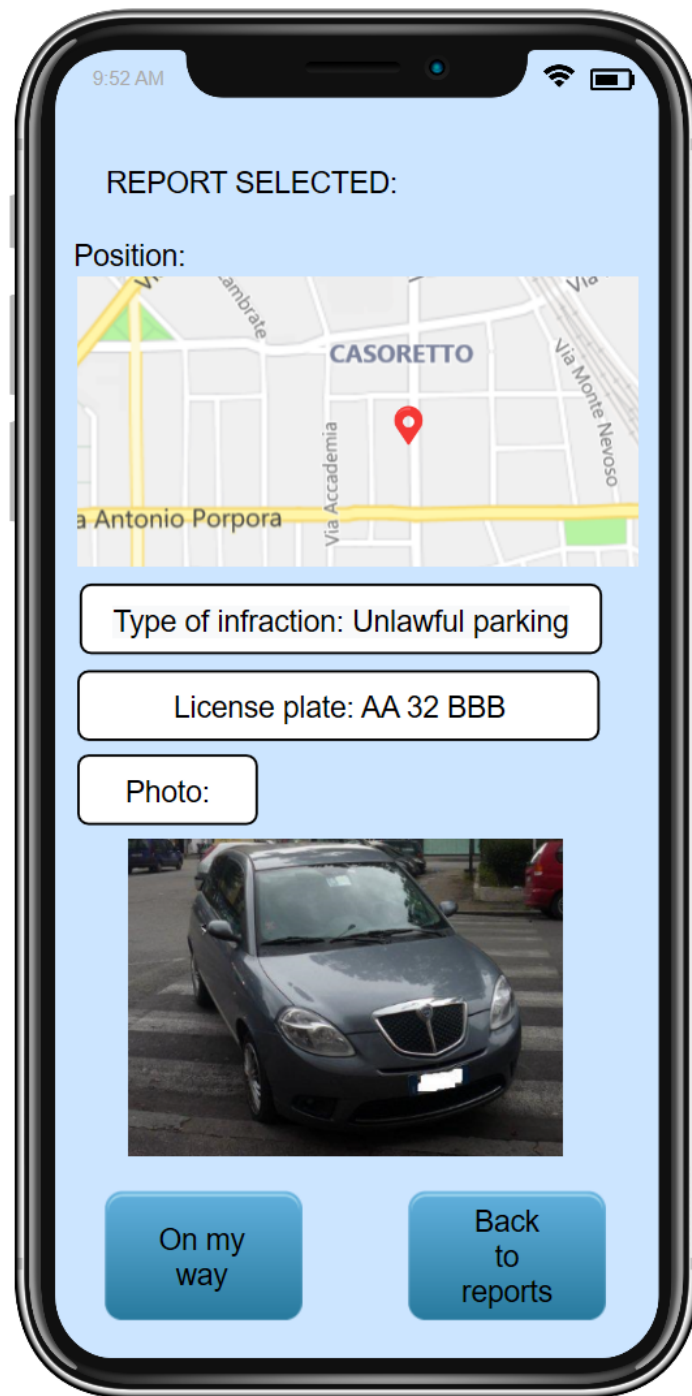 9:52 AM
REPORT SELECTED:
Position:
ambrate
CASORETTO
Via Monte Nevoso
Via Accademia
a Antonio Porpora
Type of infraction: Unlawful parking
License plate: AA 32 BBB
Photo:
On my
way
Back
to
reports